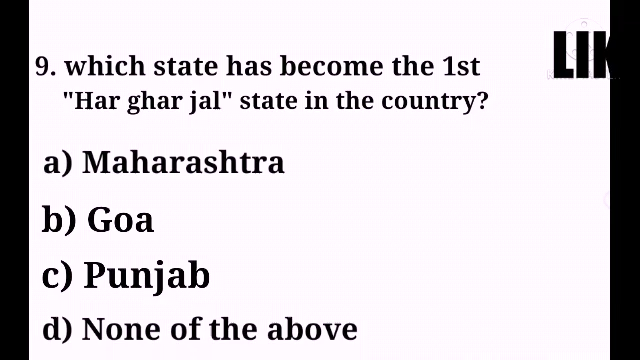 LIK
9. which state has become the 1st
"Har ghar jal" state in the country?
a) Maharashtra
b) Goa
c) Punjab
d) None of the above